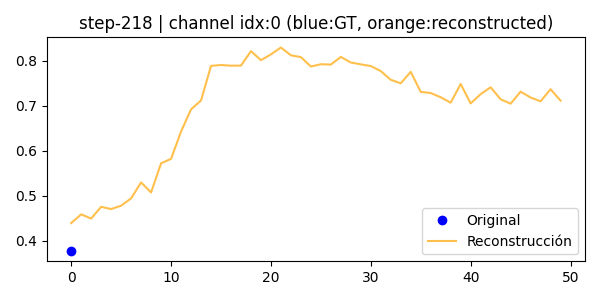 step-218 | channel idx:0 (blue:GT, orange:reconstructed)
0.8
0.7
0.6
0.5
0.4
Original
Reconstrucción
0 10 20 30 40 50